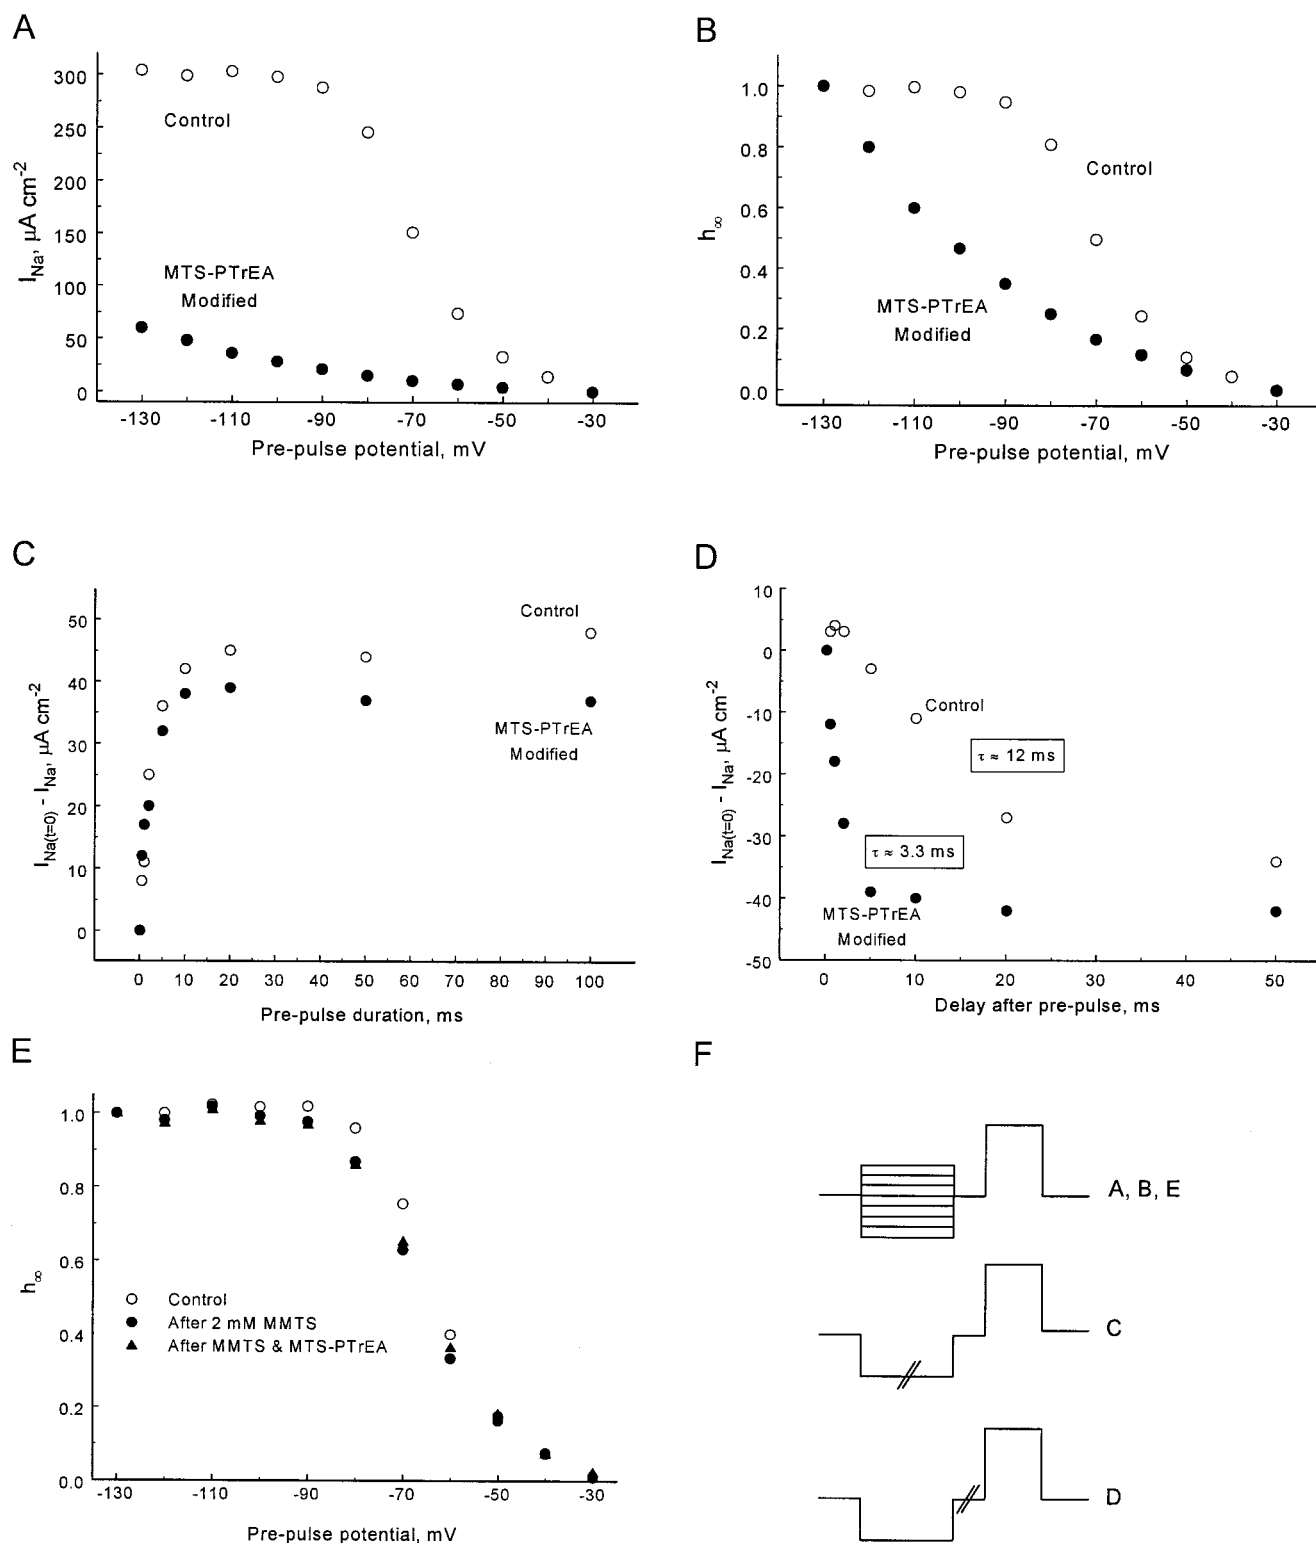 A
300
250
200
150
100
50
0
I_Na, µA cm⁻²
Control
MTS-PTrEA
Modified
-130
-110
-90
-70
-50
-30
Pre-pulse potential, mV
B
1.0
0.8
0.6
0.4
0.2
0.0
h∞
Control
MTS-PTrEA
Modified
-130
-110
-90
-70
-50
-30
Pre-pulse potential, mV
C
50
40
30
20
10
0
I_Na(t=0) - I_Na, µA cm⁻²
Control
MTS-PTrEA
Modified
0 10 20 30 40 50 60 70 80 90 100
Pre-pulse duration, ms
D
10
0
-10
-20
-30
-40
-50
I_Na(t=0) - I_Na, µA cm⁻²
Control
τ ≈ 12 ms
τ ≈ 3.3 ms
MTS-PTrEA
Modified
0 10 20 30 40 50
Delay after pre-pulse, ms
E
1.0
0.8
0.6
0.4
0.2
0.0
h∞
Control
After 2 mM MMTS
After MMTS & MTS-PTrEA
-130
-110
-90
-70
-50
-30
Pre-pulse potential, mV
F
A, B, E
C
D